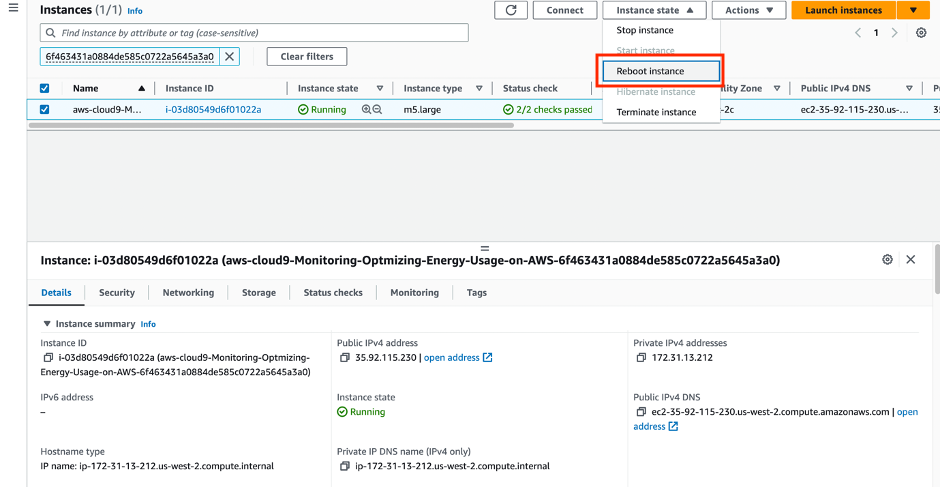 Instances (1/1) Info
Connect
Instance state
Actions
Launch instances
Find instance by attribute or tag (case-sensitive)
1
6f463431a0884de585c0722a5645a3a0
Clear filters
Stop instance
Start instance
Reboot instance
Hibernate instance
Terminate instance
Name Instance ID Instance state Instance type Status check ility Zone Public IPv4 DNS
aws-cloud9-M... i-03d80549d6f01022a Running m5.large 2/2 checks passed -2c ec2-35-92-115-230.us-... 35
Instance: i-03d80549d6f01022a (aws-cloud9-Monitoring-Optmizing-Energy-Usage-on-AWS-6f463431a0884de585c0722a5645a3a0)
Details Security Networking Storage Status checks Monitoring Tags
Instance summary Info
Instance ID
i-03d80549d6f01022a (aws-cloud9-Monitoring-Optmizing-
Energy-Usage-on-AWS-6f463431a0884de585c0722a5645a3a0)
Public IPv4 address
35.92.115.230 | open address
Private IPv4 addresses
172.31.13.212
IPv6 address
–
Instance state
Running
Public IPv4 DNS
ec2-35-92-115-230.us-west-2.compute.amazonaws.com | open
address
Hostname type
IP name: ip-172-31-13-212.us-west-2.compute.internal
Private IP DNS name (IPv4 only)
ip-172-31-13-212.us-west-2.compute.internal